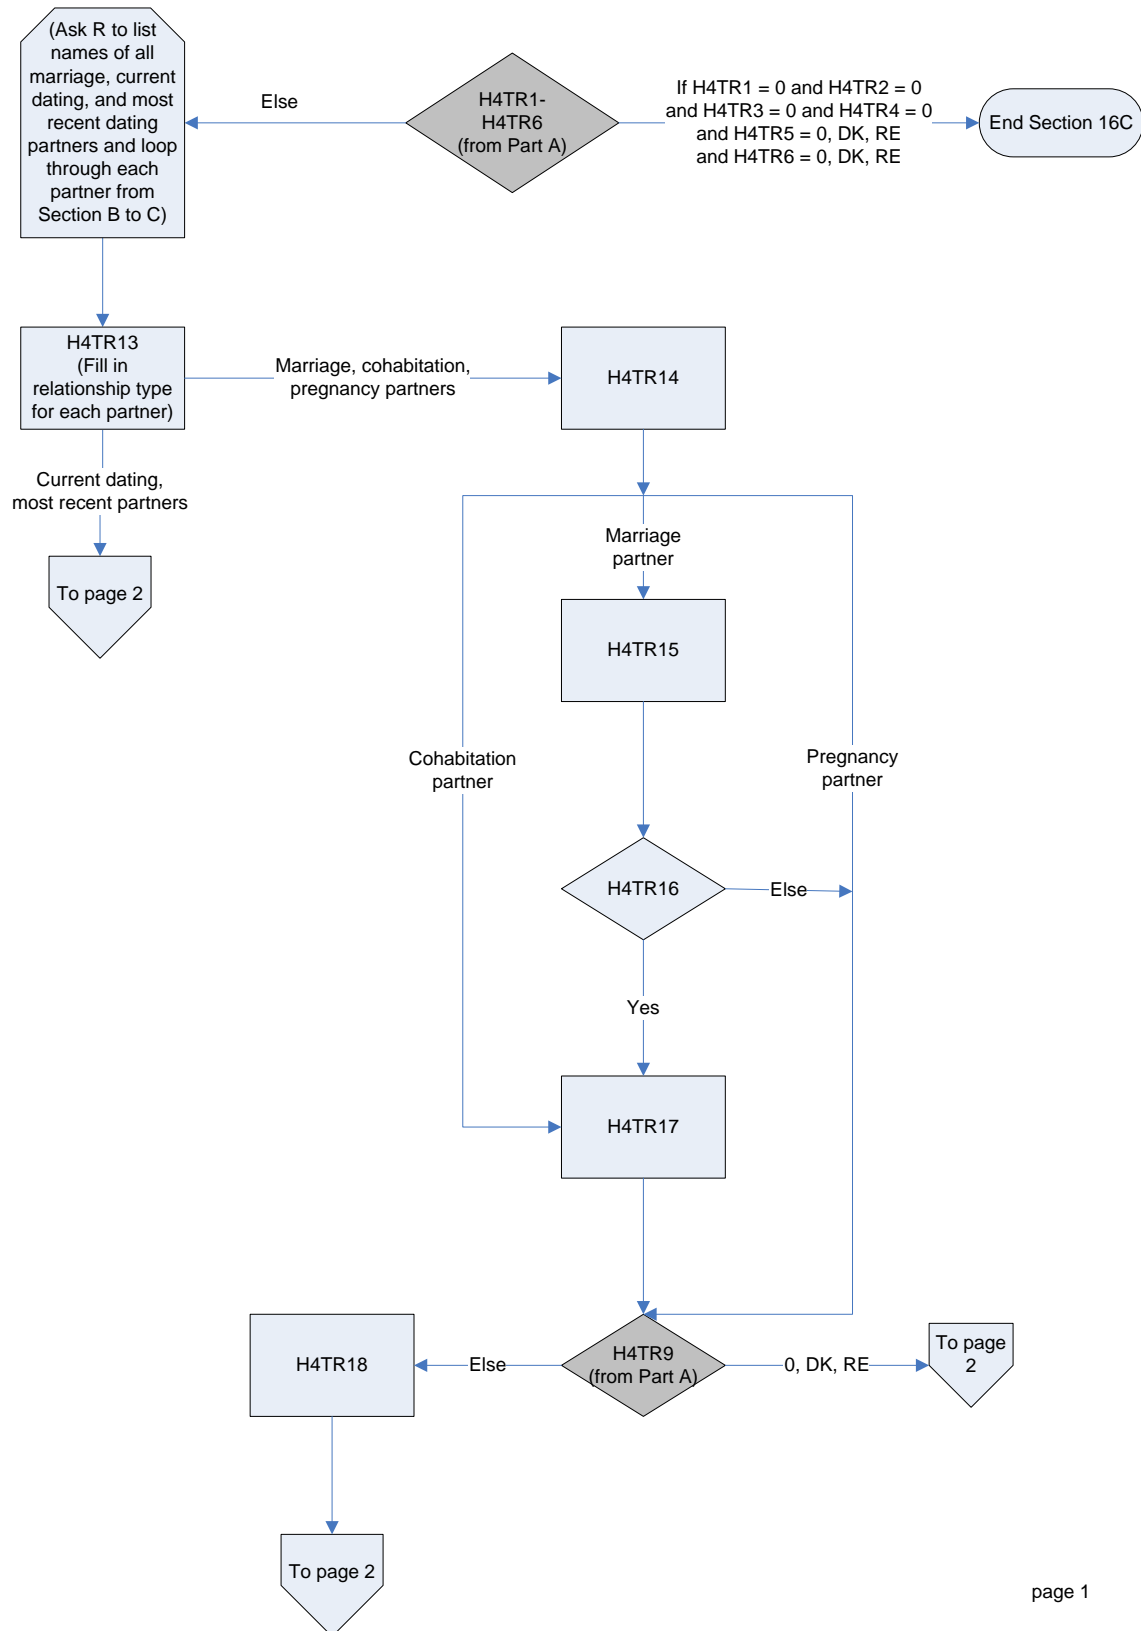 (Ask R to list
names of all
marriage, current
dating, and most
recent dating
partners and loop
through each
partner from
Section B to C)
Else
H4TR1-
H4TR6
(from Part A)
If H4TR1 = 0 and H4TR2 = 0
and H4TR3 = 0 and H4TR4 = 0
and H4TR5 = 0, DK, RE
and H4TR6 = 0, DK, RE
End Section 16C
H4TR13
(Fill in
relationship type
for each partner)
Marriage, cohabitation,
pregnancy partners
H4TR14
Current dating,
most recent partners
To page 2
Marriage
partner
H4TR15
Cohabitation
partner
Pregnancy
partner
H4TR16
Else
Yes
H4TR17
H4TR18
Else
H4TR9
(from Part A)
0, DK, RE
To page
2
To page 2
page 1